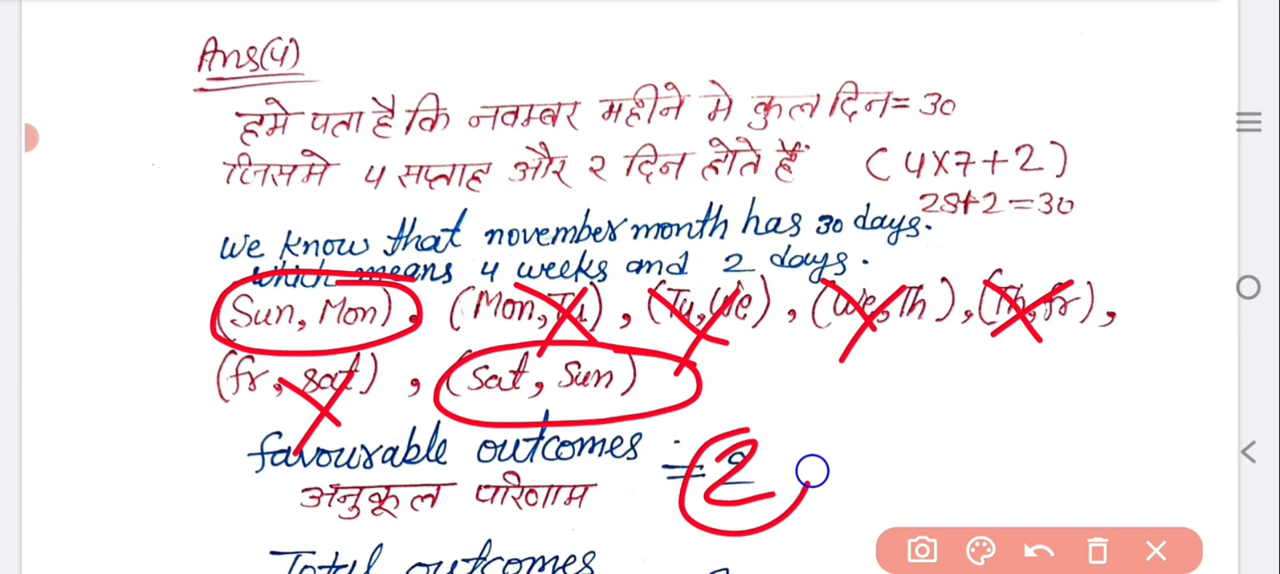 Ans(4)
हमे पता है कि नवम्बर महीने मे कुल दिन = 30
जिसमे 4 सप्ताह और 2 दिन होते हैं (4x7+2)
28+2=30
We know that november month has 30 days.
which means 4 weeks and 2 days.
(Sun, Mon), (Mon, Tu), (Tu, We), (We, Th), (Th, fr),
(fr, sat), (Sat, Sun)
favourable outcomes = 2
अनुकूल परिणाम
Total outcomes